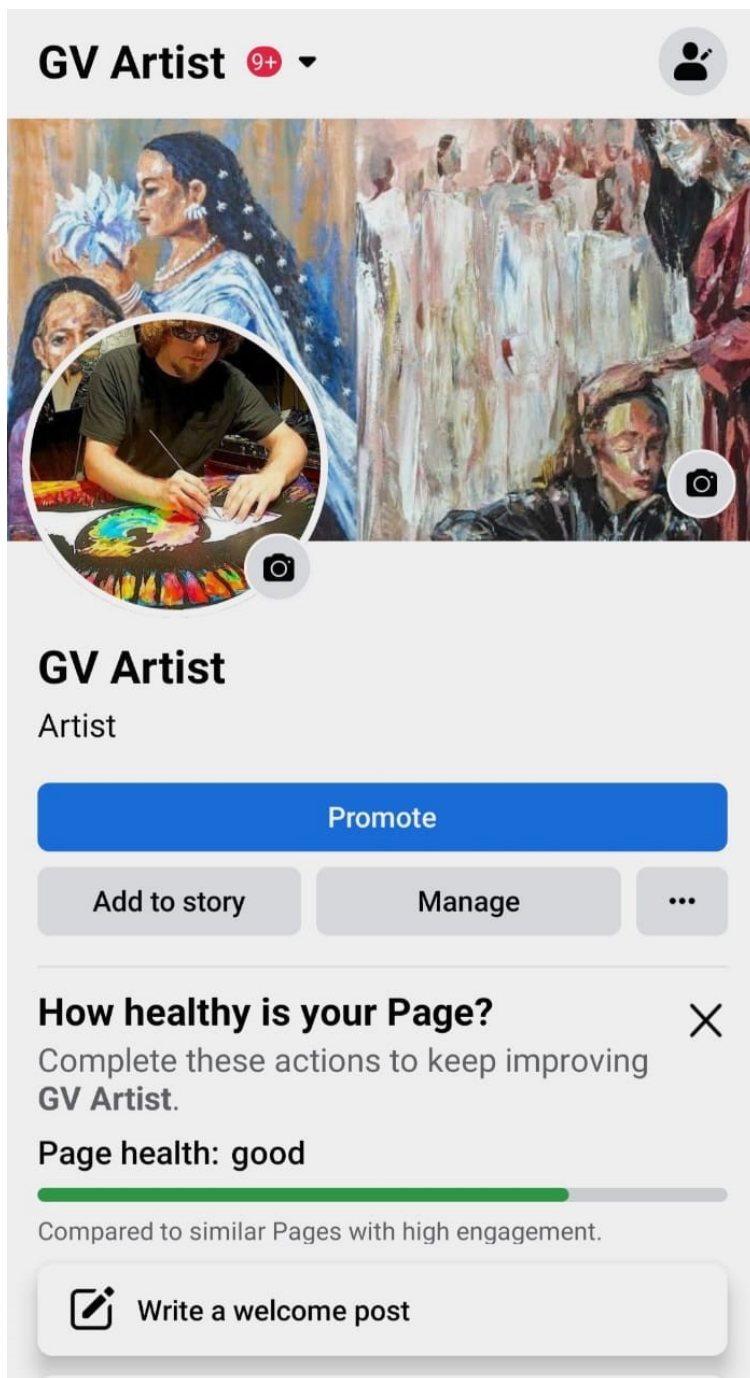 GV Artist 9+
GV Artist
Artist
Promote
Add to story Manage ...
How healthy is your Page?
Complete these actions to keep improving
GV Artist.
Page health: good
Compared to similar Pages with high engagement.
Write a welcome post